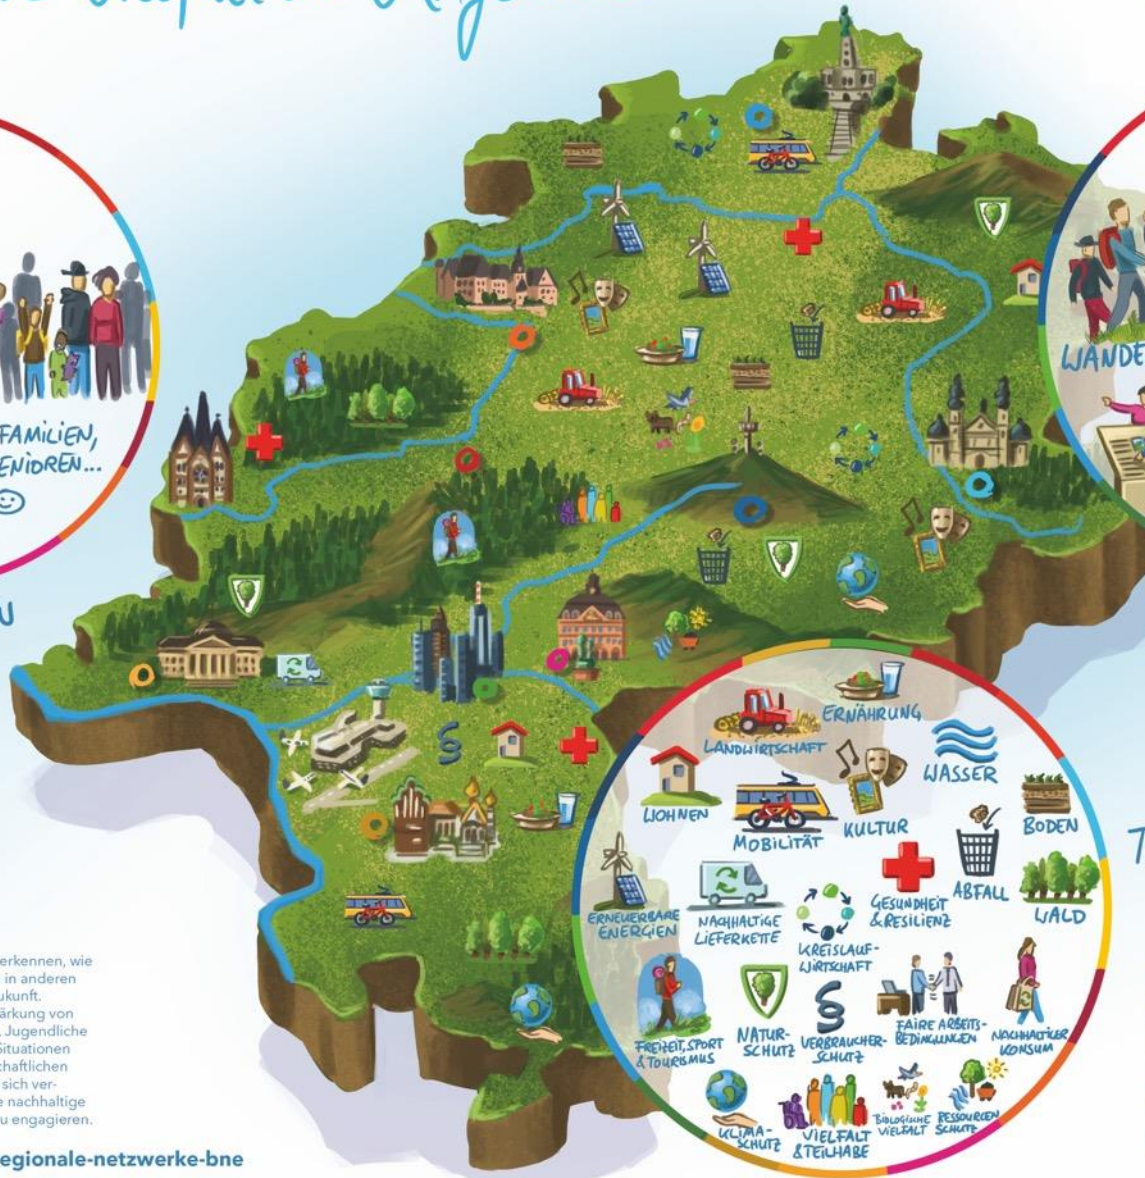 FAMILIEN,
ENIOREN...
WANDE
LANDWIRTSCHAFT
ERNÄHRUNG
WASSER
WOHNEN
MOBILITÄT
KULTUR
BODEN
ERNEUERBARE
ENERGIEN
NACHHALTIGE
LIEFERKETTE
KREISLAUF-
WIRTSCHAFT
GESUNDHEIT
& RESILIENZ
ABFALL
WALD
FREIZEIT, SPORT
& TOURISMUS
NATUR-
SCHUTZ
VERBRAUCHER-
SCHUTZ
FAIRE ARBEITS-
BEDINGUNGEN
NACHHALTIGER
KONSUM
KLIMA-
SCHUTZ
VIELFALT
& TEILHABE
BIOLOGISCHE
VIELFALT
RESSOURCEN
SCHUTZ
erkennen, wie
in anderen
ukunft.
ärkung von
, Jugendliche
Situationen
chaftlichen
sich ver-
e nachhaltige
u engagieren.
egionale-netzwerke-bne